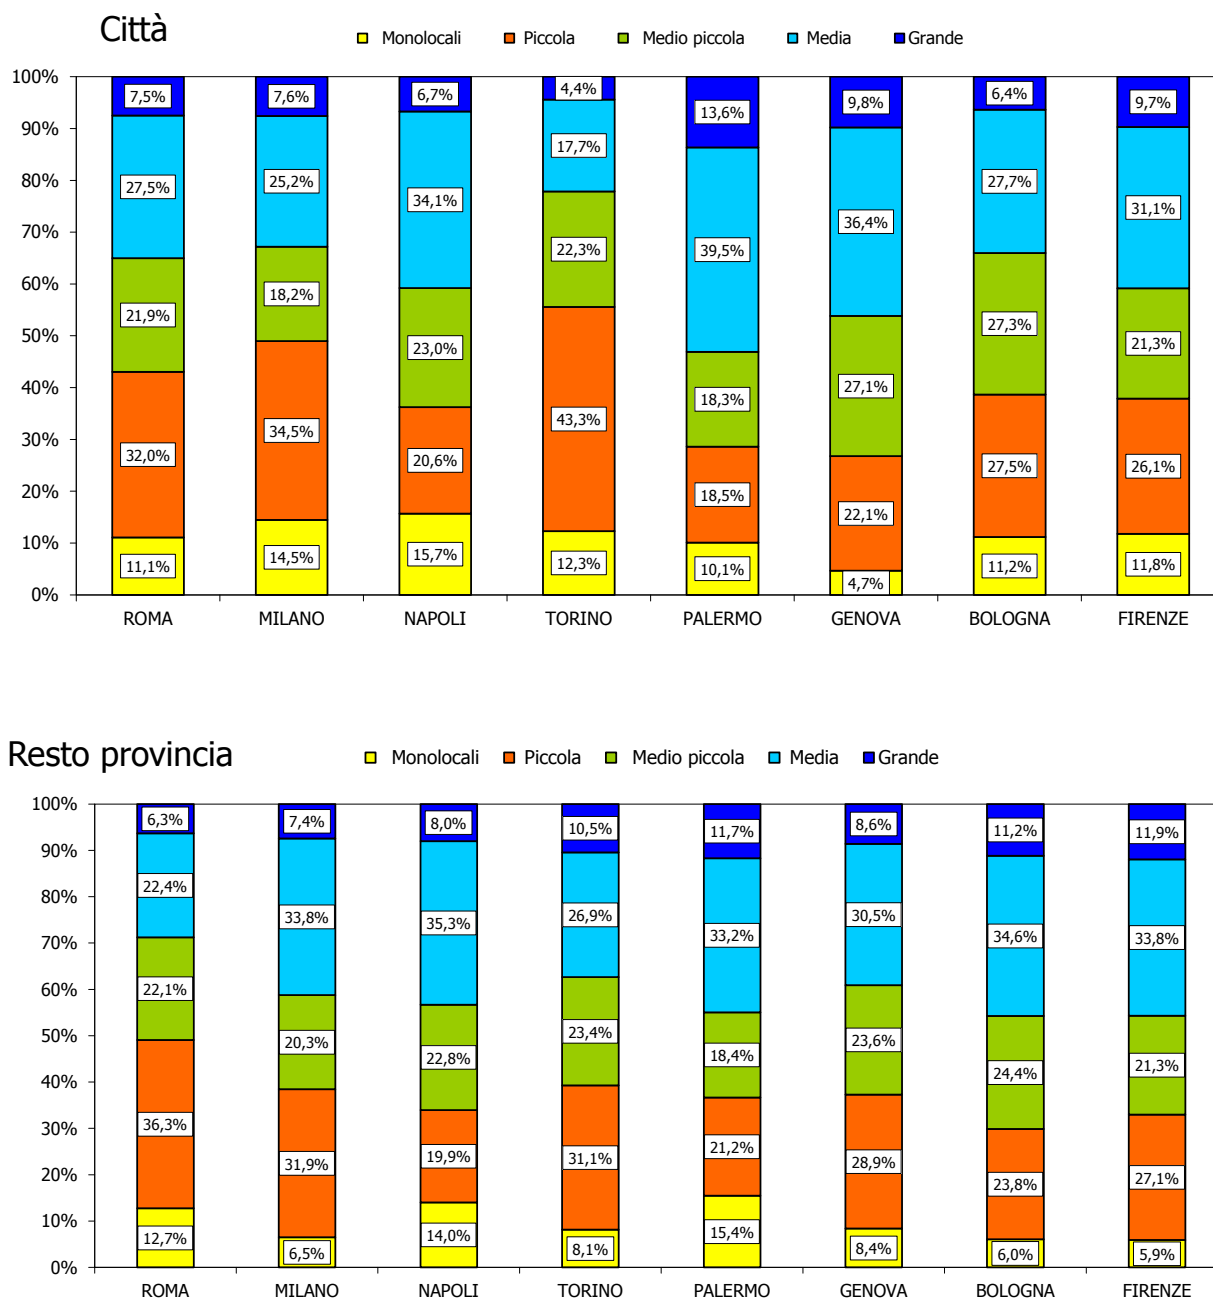 Città
Monolocali Piccola Medio piccola Media Grande
100%
7,5% 7,6% 6,7% 4,4% 13,6% 9,8% 6,4% 9,7%
90%
27,5% 25,2% 34,1% 17,7% 39,5% 36,4% 27,7% 31,1%
80%
70%
21,9% 18,2% 23,0% 22,3% 18,3% 27,1% 27,3% 21,3%
60%
50%
32,0% 34,5% 20,6% 43,3% 18,5% 22,1% 27,5% 26,1%
40%
30%
20%
11,1% 14,5% 15,7% 12,3% 10,1% 4,7% 11,2% 11,8%
10%
0%
ROMA MILANO NAPOLI TORINO PALERMO GENOVA BOLOGNA FIRENZE
Resto provincia
Monolocali Piccola Medio piccola Media Grande
100%
6,3% 7,4% 8,0% 10,5% 11,7% 8,6% 11,2% 11,9%
90%
22,4% 33,8% 35,3% 26,9% 33,2% 30,5% 34,6% 33,8%
80%
70%
22,1% 20,3% 22,8% 23,4% 18,4% 23,6% 24,4% 21,3%
60%
50%
36,3% 31,9% 19,9% 31,1% 21,2% 28,9% 23,8% 27,1%
40%
30%
20%
12,7% 6,5% 14,0% 8,1% 15,4% 8,4% 6,0% 5,9%
10%
0%
ROMA MILANO NAPOLI TORINO PALERMO GENOVA BOLOGNA FIRENZE